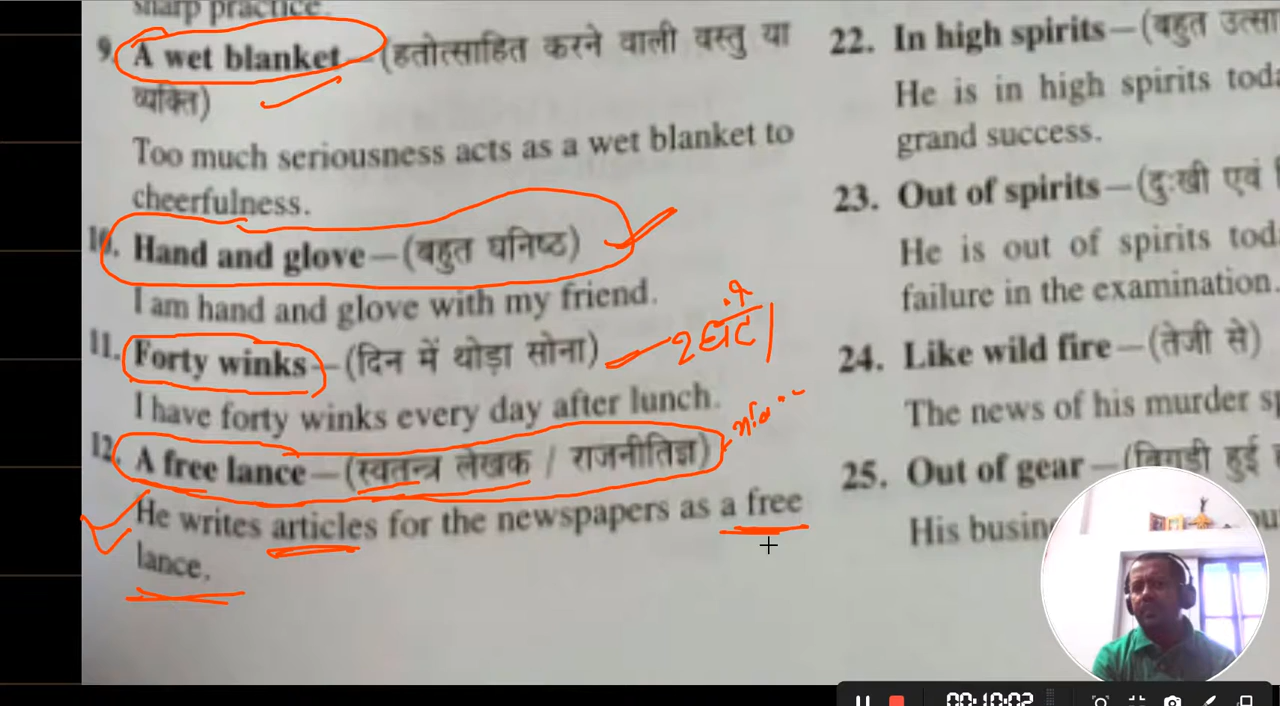 sharp practice.
9. A wet blanket—(हतोत्साहित करने वाली वस्तु या
व्यक्ति)
Too much seriousness acts as a wet blanket to
cheerfulness.
10. Hand and glove—(बहुत घनिष्ठ)
I am hand and glove with my friend.
11. Forty winks—(दिन में थोड़ा सोना)
I have forty winks every day after lunch.
12. A free lance—(स्वतन्त्र लेखक / राजनीतिज्ञ)
He writes articles for the newspapers as a free
lance.
22. In high spirits—(बहुत
He is in high spirits
grand success.
23. Out of spirits—(दुःखी एवं
He is out of spirits
failure in the examination.
24. Like wild fire—(तेजी से)
The news of his murder
25. Out of gear—(बिगड़ी हुई
His
00:10:02